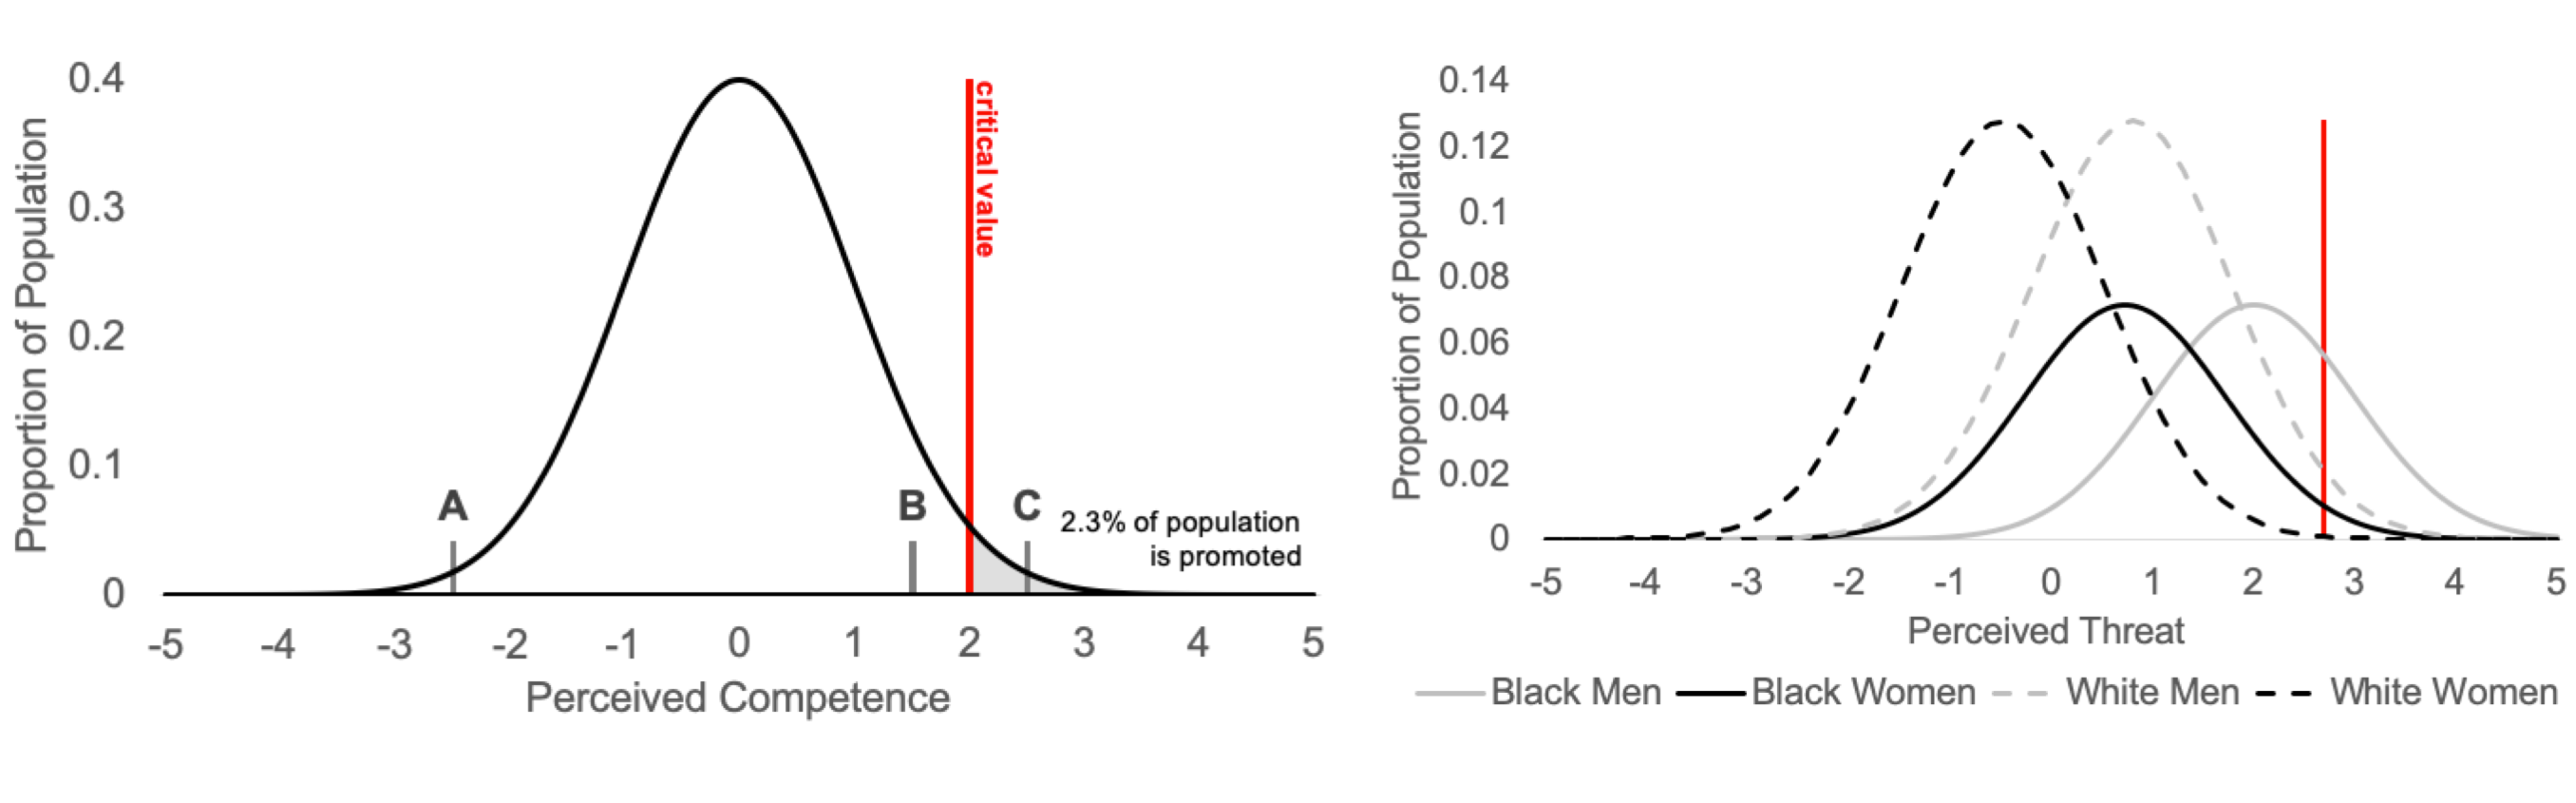 Proportion of Population
0.4
0.3
0.2
0.1
0
critical value
A
B
C
2.3% of population
is promoted
-5 -4 -3 -2 -1 0 1 2 3 4 5
Perceived Competence
Proportion of Population
0.14
0.12
0.1
0.08
0.06
0.04
0.02
0
-5 -4 -3 -2 -1 0 1 2 3 4 5
Perceived Threat
Black Men Black Women White Men White Women